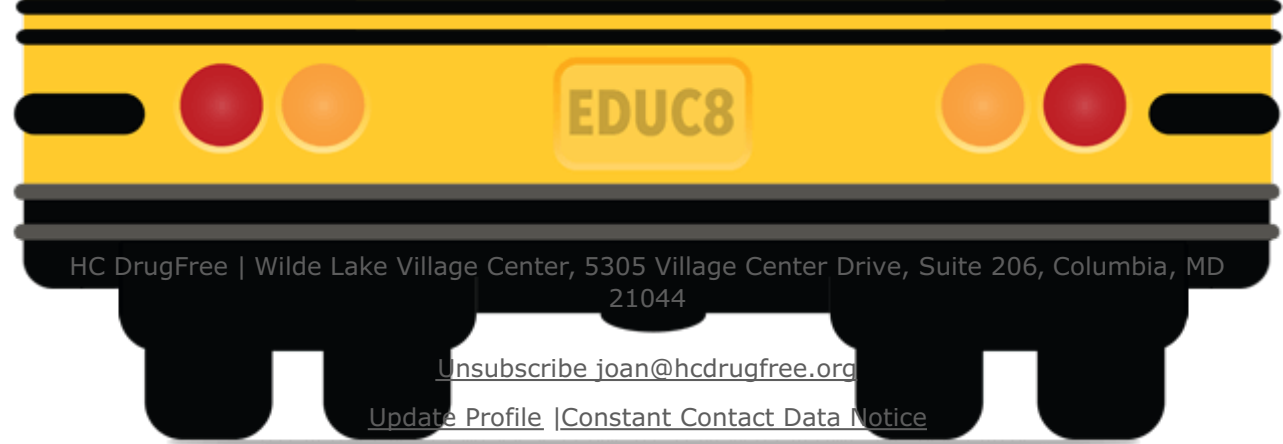 EDUC8
HC DrugFree | Wilde Lake Village Center, 5305 Village Center Drive, Suite 206, Columbia, MD
21044
Unsubscribe joan@hcdrugfree.org
Update Profile |Constant Contact Data Notice